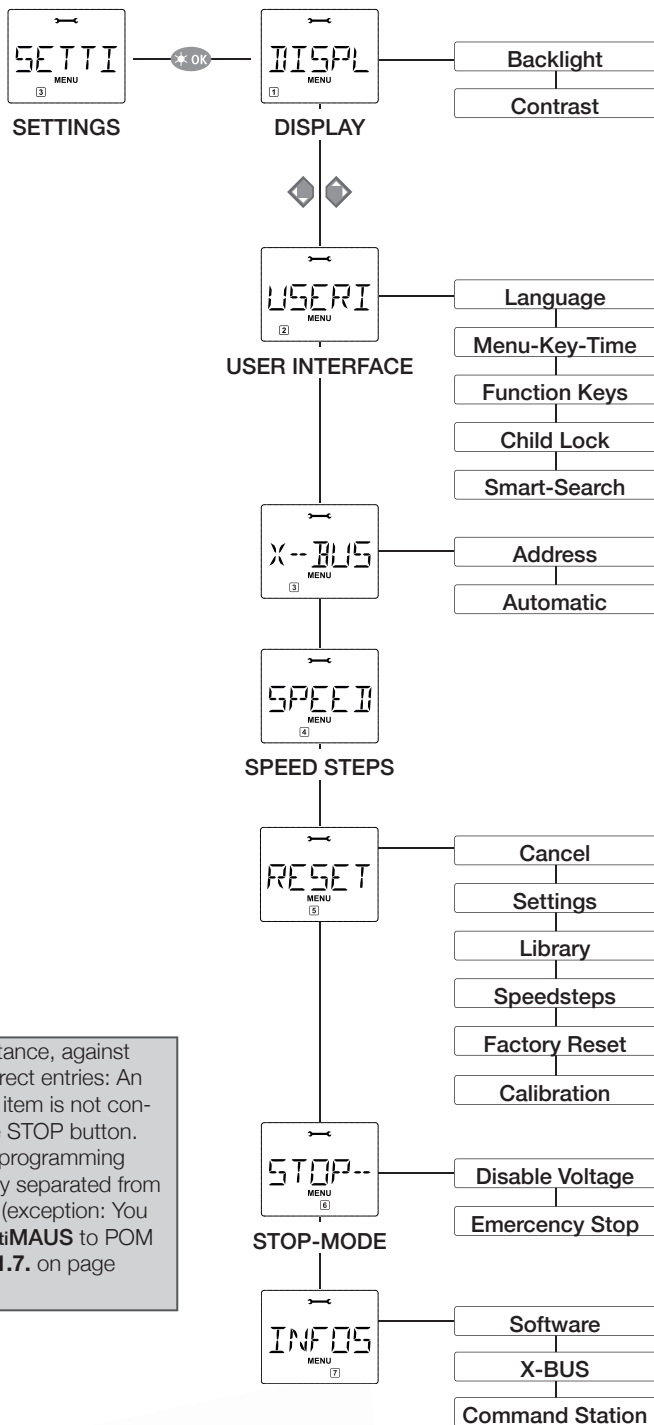 SETTI
MENU
3
SETTINGS
OK
DISPL
MENU
1
DISPLAY
Backlight
Contrast
USERI
MENU
2
USER INTERFACE
Language
Menu-Key-Time
Function Keys
Child Lock
Smart-Search
X--BUS
MENU
3
Address
Automatic
SPEED
MENU
4
SPEED STEPS
RESET
MENU
5
Cancel
Settings
Library
Speedsteps
Factory Reset
Calibration
tance, against
rect entries: An
item is not con-
e STOP button.
programming
y separated from
(exception: You
tiMAUS to POM
1.7. on page
STOP--
MENU
6
STOP-MODE
Disable Voltage
Emercency Stop
INFOS
MENU
7
Software
X-BUS
Command Station